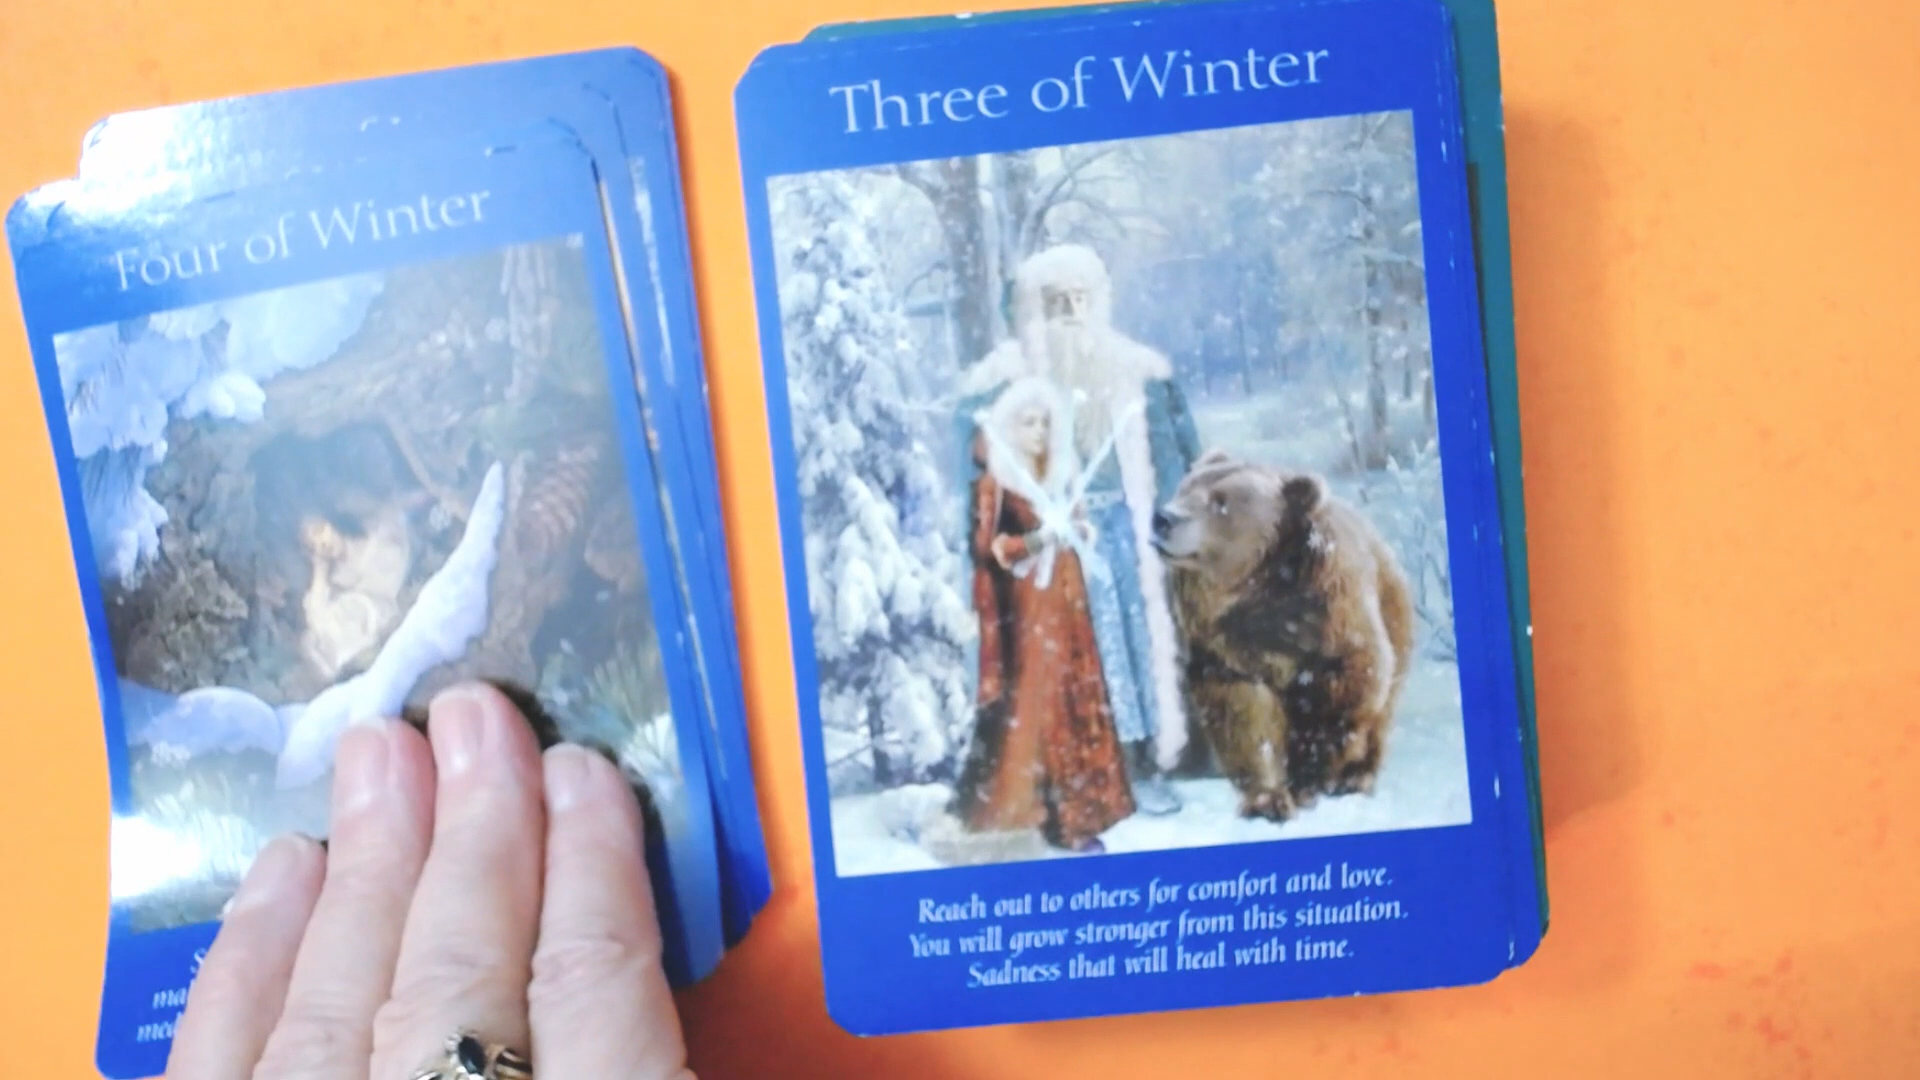 Four of Winter
Three of Winter
Reach out to others for comfort and love.
You will grow stronger from this situation.
Sadness that will heal with time.